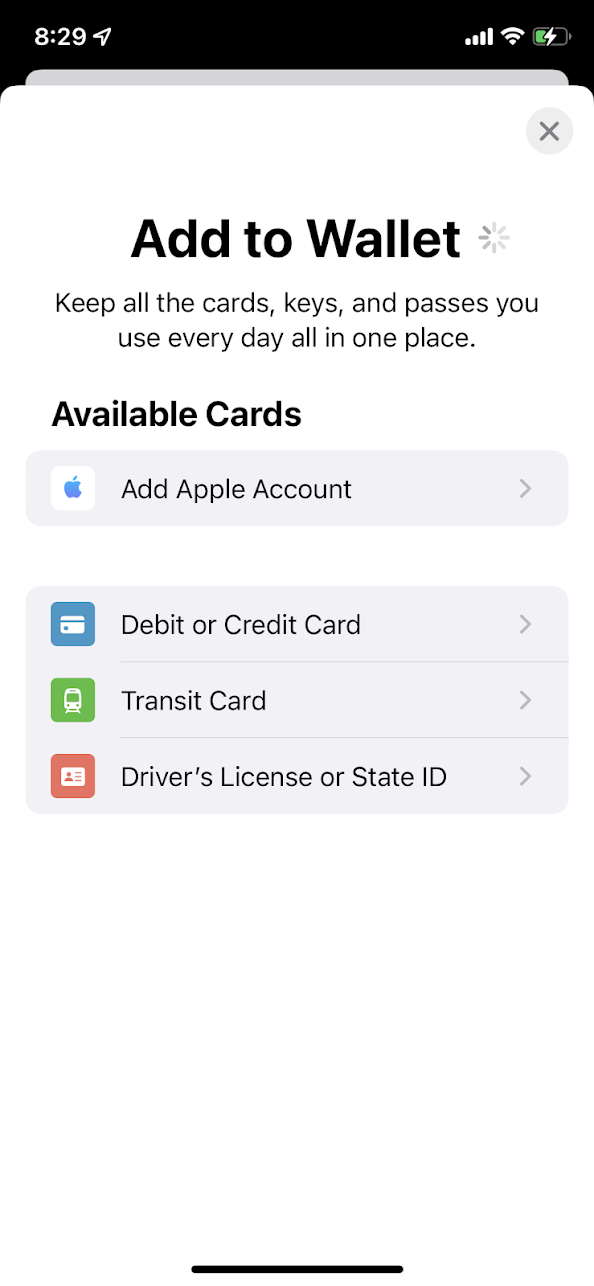 8:29
Add to Wallet
Keep all the cards, keys, and passes you
use every day all in one place.
Available Cards
Add Apple Account
Debit or Credit Card
Transit Card
Driver’s License or State ID